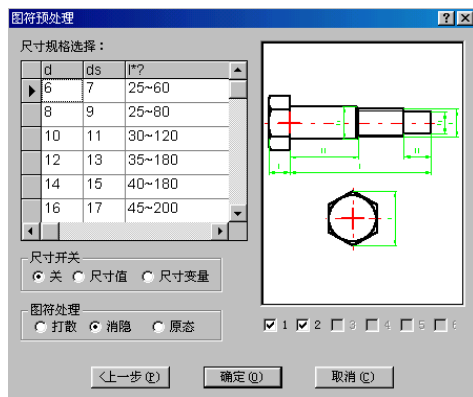 图符预处理
尺寸规格选择：
d ds l*?
6 7 25~60
8 9 25~80
10 11 30~120
12 13 35~180
14 15 40~180
16 17 45~200
尺寸开关
关 尺寸值 尺寸变量
图符处理
打散 消隐 原态
1 2 3 4 5 6
<上一步(P) 确定(O) 取消(C)